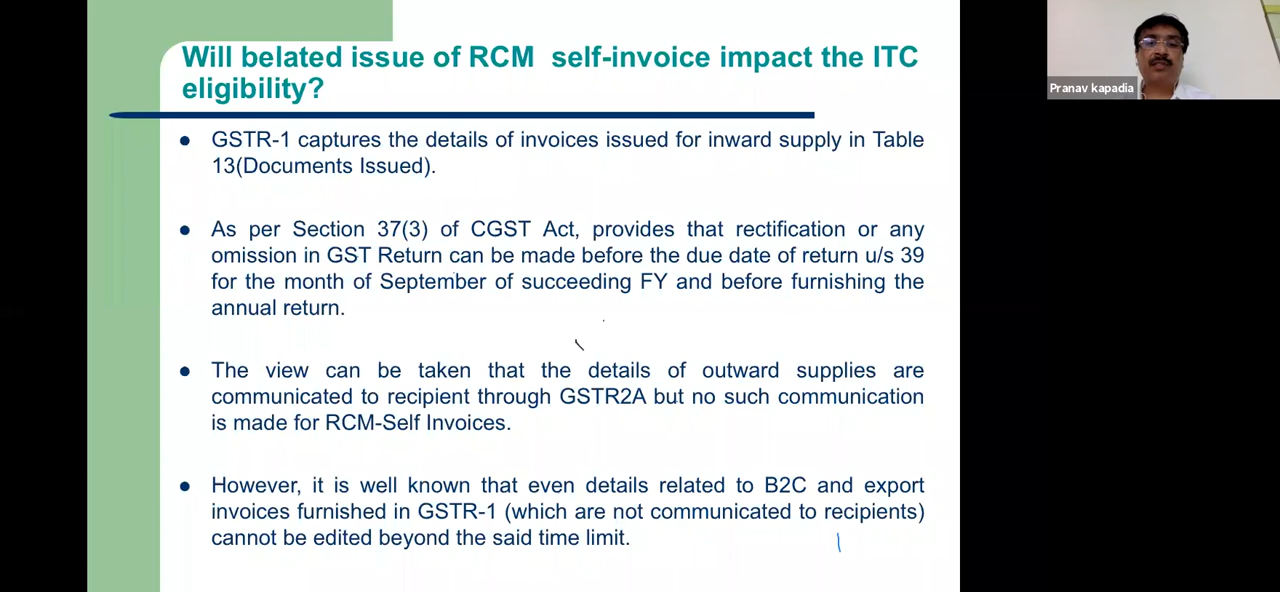 Will belated issue of RCM self-invoice impact the ITC
eligibility?
Pranav kapadia
● GSTR-1 captures the details of invoices issued for inward supply in Table
13(Documents Issued).
● As per Section 37(3) of CGST Act, provides that rectification or any
omission in GST Return can be made before the due date of return u/s 39
for the month of September of succeeding FY and before furnishing the
annual return.
● The view can be taken that the details of outward supplies are
communicated to recipient through GSTR2A but no such communication
is made for RCM-Self Invoices.
● However, it is well known that even details related to B2C and export
invoices furnished in GSTR-1 (which are not communicated to recipients)
cannot be edited beyond the said time limit.